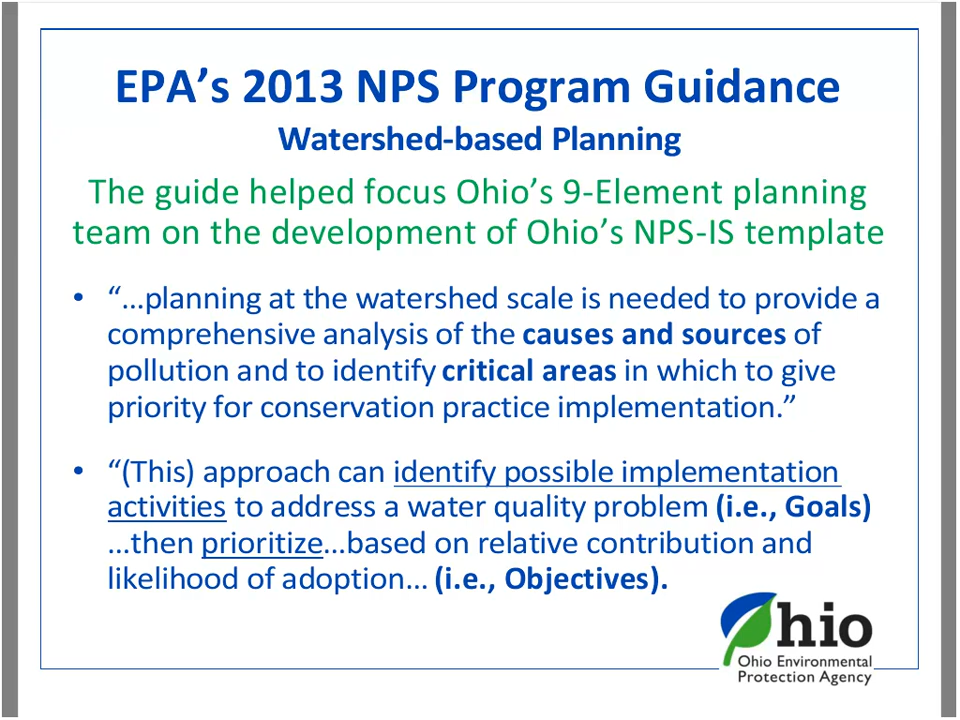 EPA’s 2013 NPS Program Guidance
Watershed-based Planning
The guide helped focus Ohio’s 9-Element planning
team on the development of Ohio’s NPS-IS template
• “…planning at the watershed scale is needed to provide a
comprehensive analysis of the causes and sources of
pollution and to identify critical areas in which to give
priority for conservation practice implementation.”
• “(This) approach can identify possible implementation
activities to address a water quality problem (i.e., Goals)
…then prioritize…based on relative contribution and
likelihood of adoption… (i.e., Objectives).
Ohio
Ohio Environmental
Protection Agency